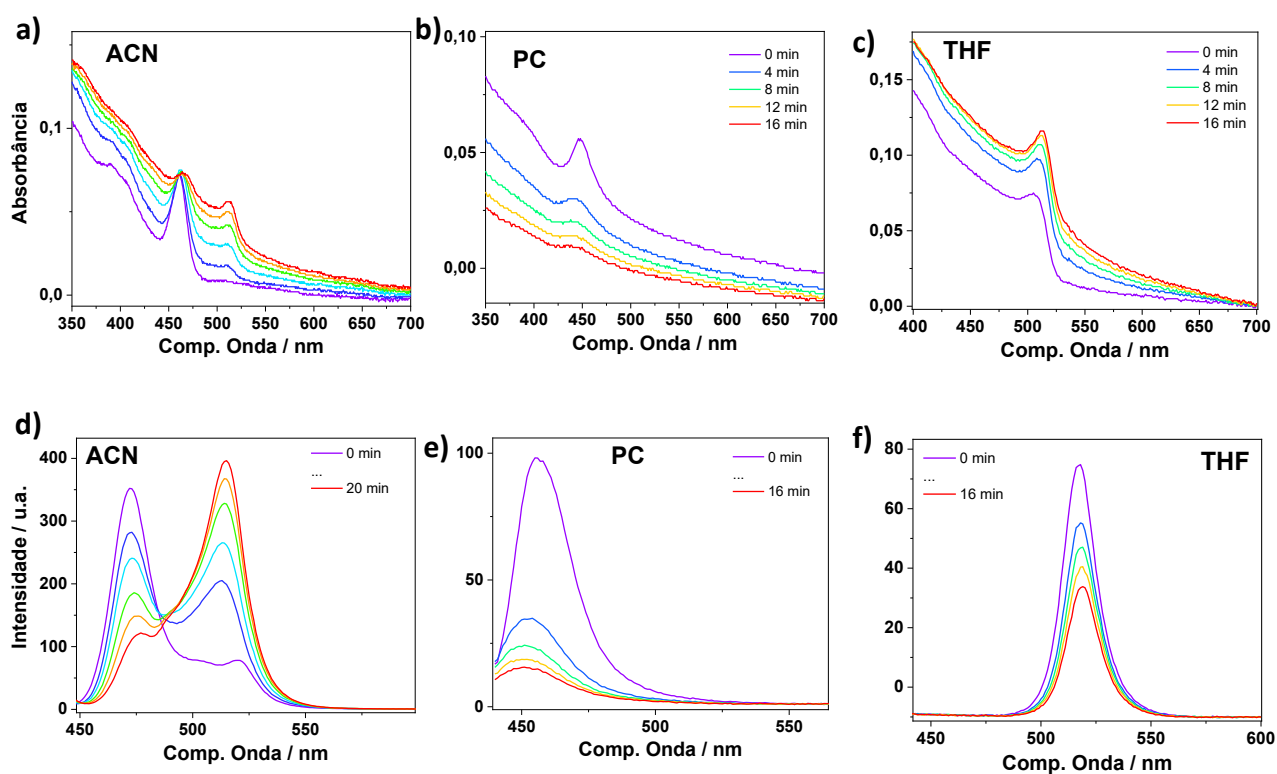 a)
ACN
Absorbância
0,1
0,0
350 400 450 500 550 600 650 700
Comp. Onda / nm
b)
PC
0 min
4 min
8 min
12 min
16 min
0,10
0,05
0,00
350 400 450 500 550 600 650 700
Comp. Onda / nm
c)
THF
0 min
4 min
8 min
12 min
16 min
0,15
0,10
0,05
0,00
400 450 500 550 600 650 700
Comp. Onda / nm
d)
ACN
0 min
...
20 min
Intensidade / u.a.
400
300
200
100
0
450 500 550
Comp. Onda / nm
e)
PC
0 min
...
16 min
100
50
0
450 500 550
Comp. Onda / nm
f)
THF
0 min
...
16 min
80
60
40
20
0
450 500 550 600
Comp. Onda / nm